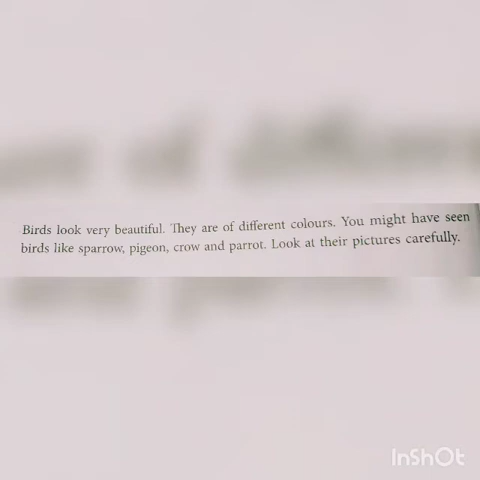 Birds look very beautiful. They are of different colours. You might have seen
birds like sparrow, pigeon, crow and parrot. Look at their pictures carefully.
InShOt